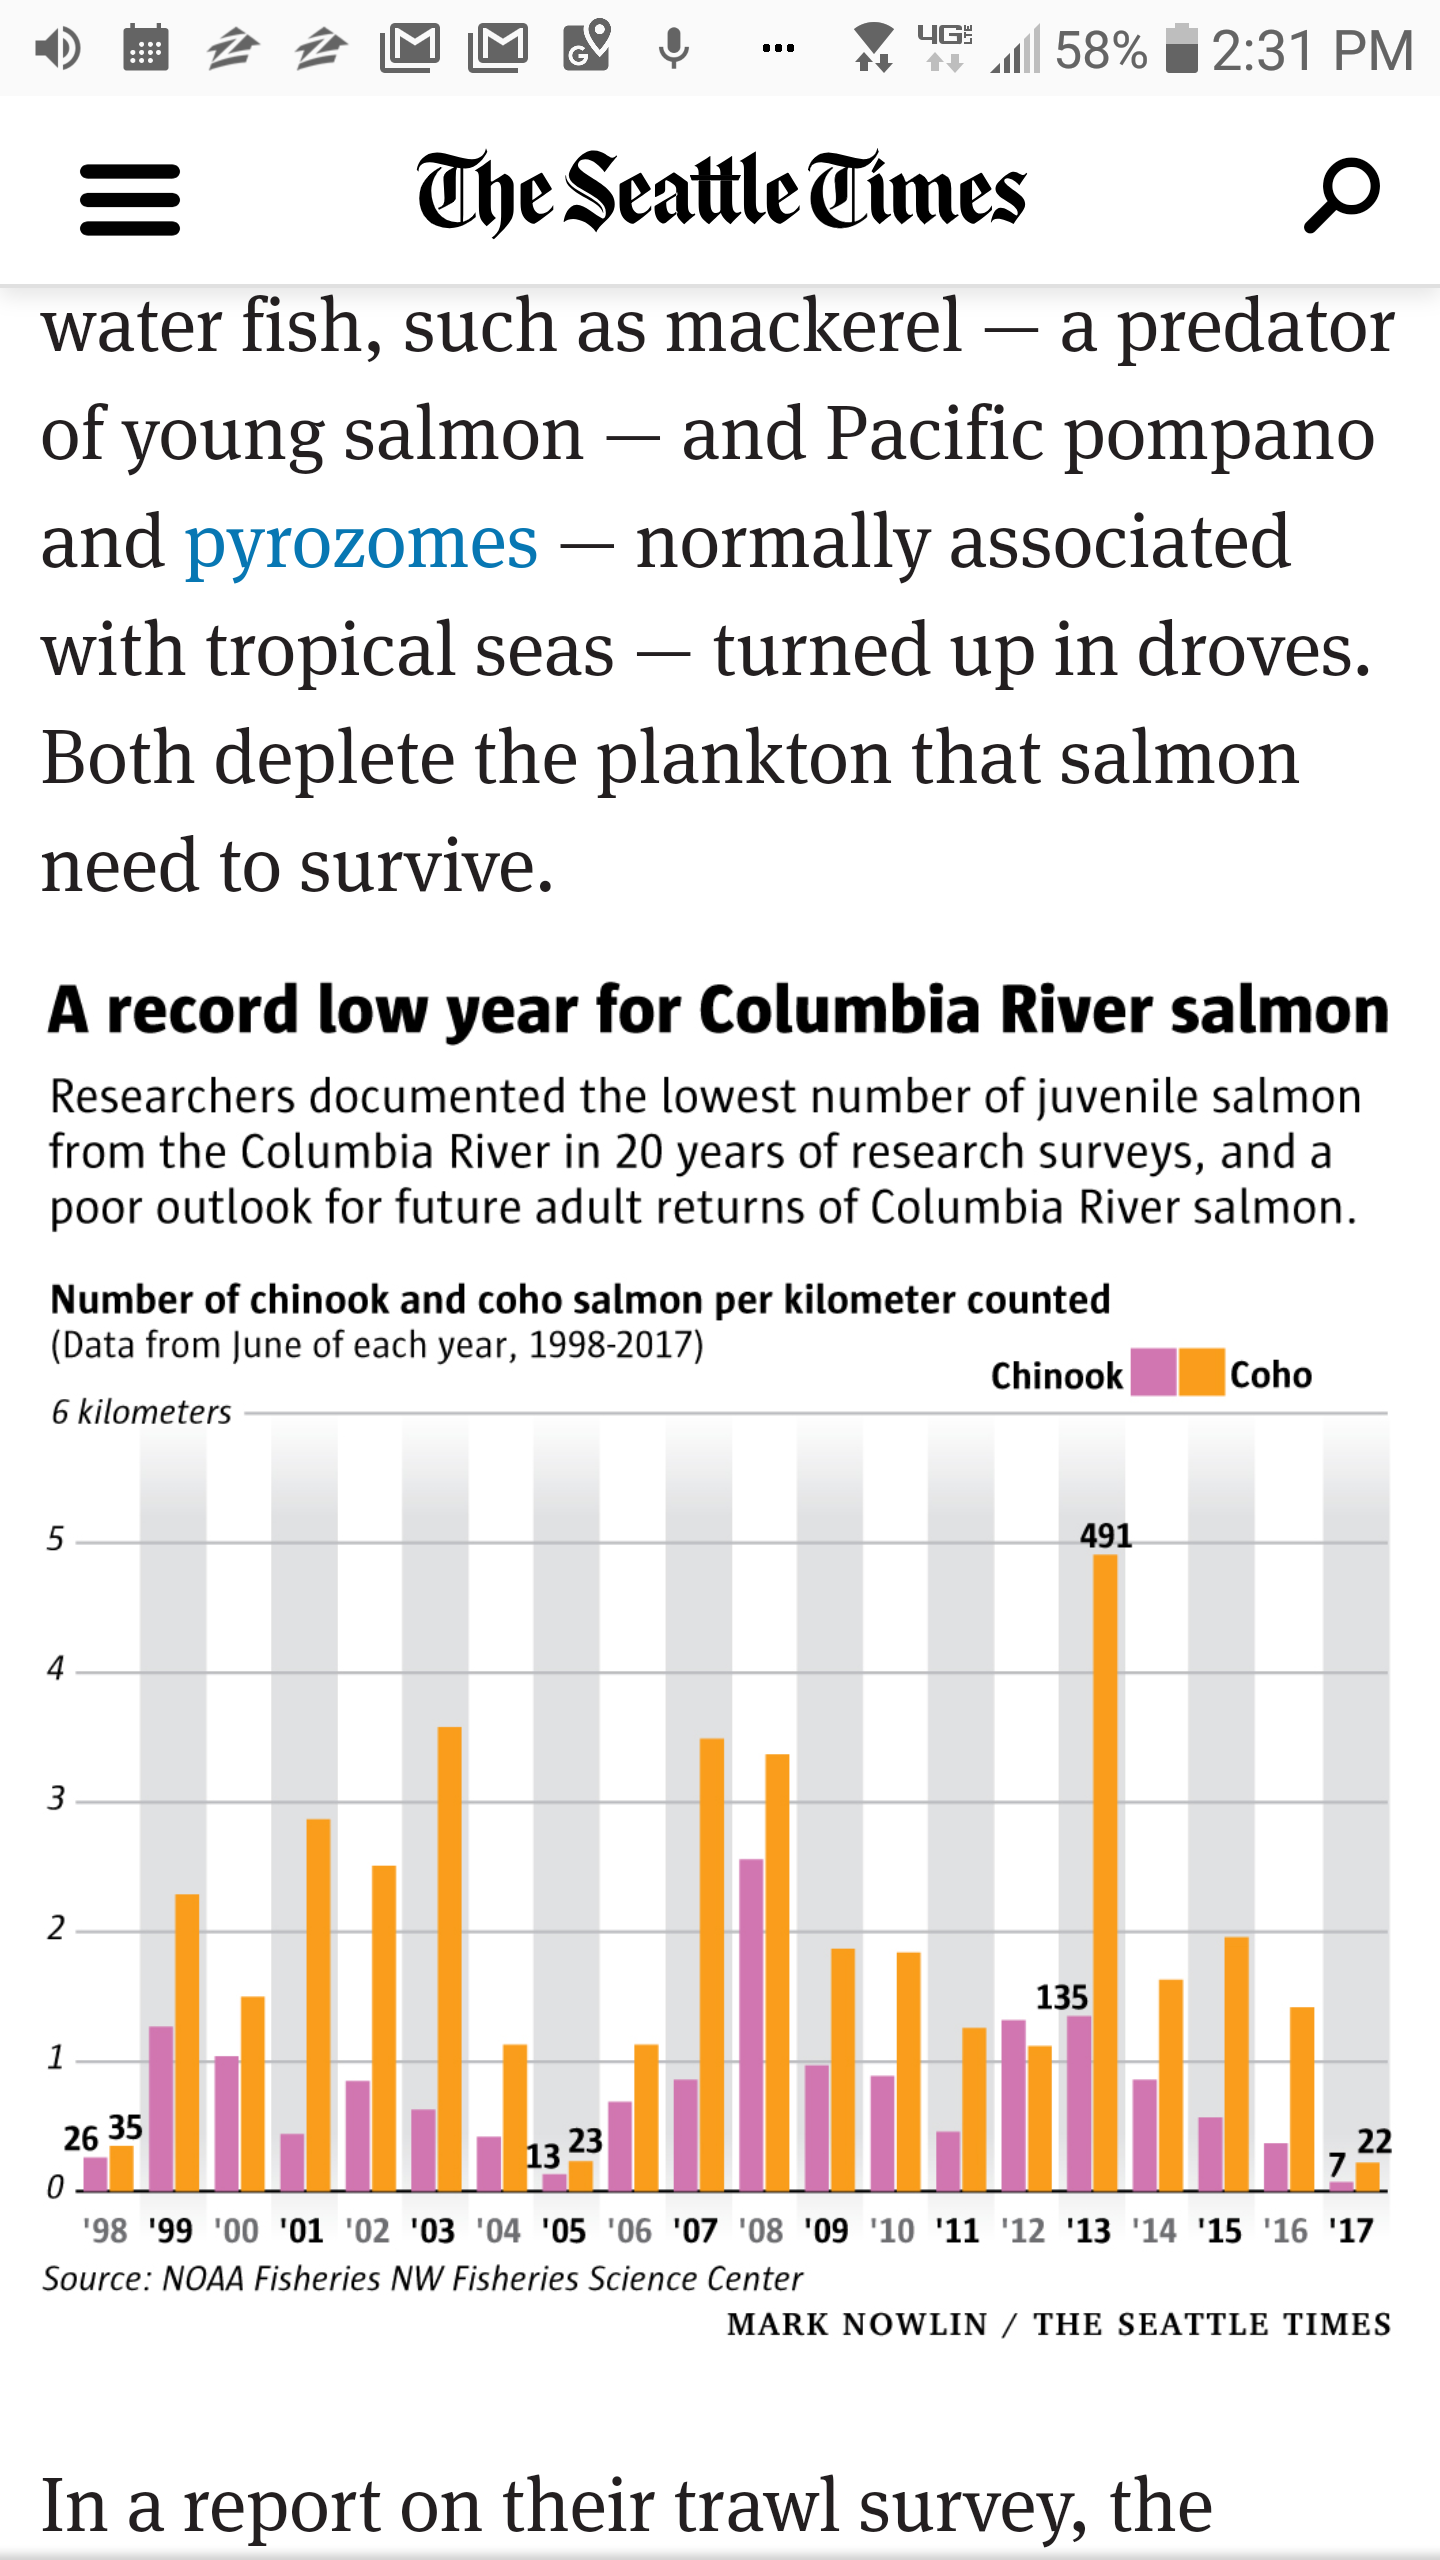 58% 2:31 PM
The Seattle Times
water fish, such as mackerel — a predator
of young salmon — and Pacific pompano
and pyrozomes — normally associated
with tropical seas — turned up in droves.
Both deplete the plankton that salmon
need to survive.
A record low year for Columbia River salmon
Researchers documented the lowest number of juvenile salmon
from the Columbia River in 20 years of research surveys, and a
poor outlook for future adult returns of Columbia River salmon.
Number of chinook and coho salmon per kilometer counted
(Data from June of each year, 1998-2017)
Chinook Coho
6 kilometers
5
491
4
3
2
135
1
26 35 13 23 7 22
0
'98 '99 '00 '01 '02 '03 '04 '05 '06 '07 '08 '09 '10 '11 '12 '13 '14 '15 '16 '17
Source: NOAA Fisheries NW Fisheries Science Center
MARK NOWLIN / THE SEATTLE TIMES
In a report on their trawl survey, the